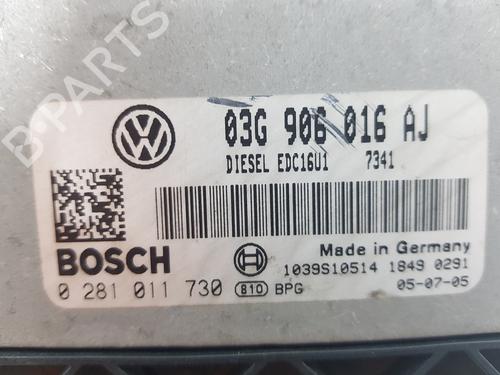 03G 906 016 AJ
DIESEL EDC16U1 7341
BOSCH
Made in Germany
1039S10514 1849 0291
0 281 011 730 810 BPG 05-07-05